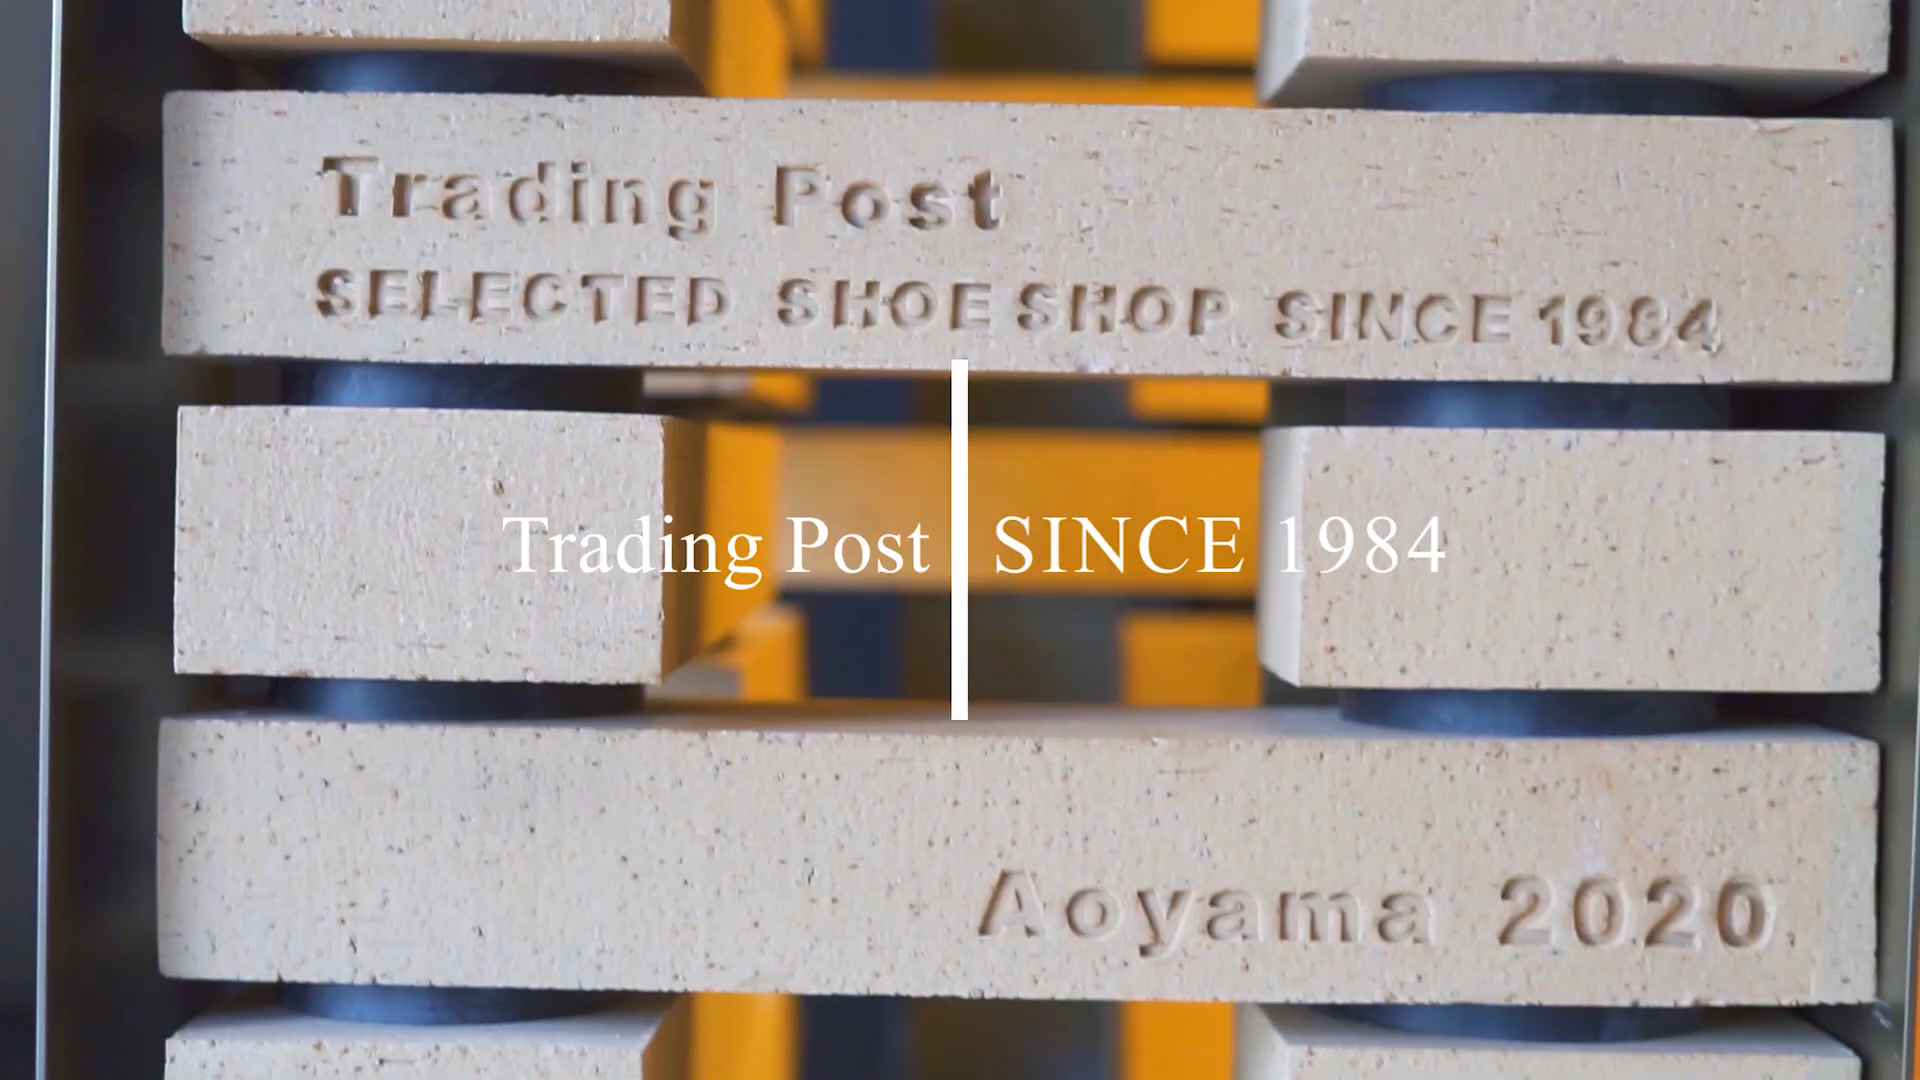 Trading Post
SELECTED SHOE SHOP SINCE 1984
Trading Post SINCE 1984
Aoyama 2020